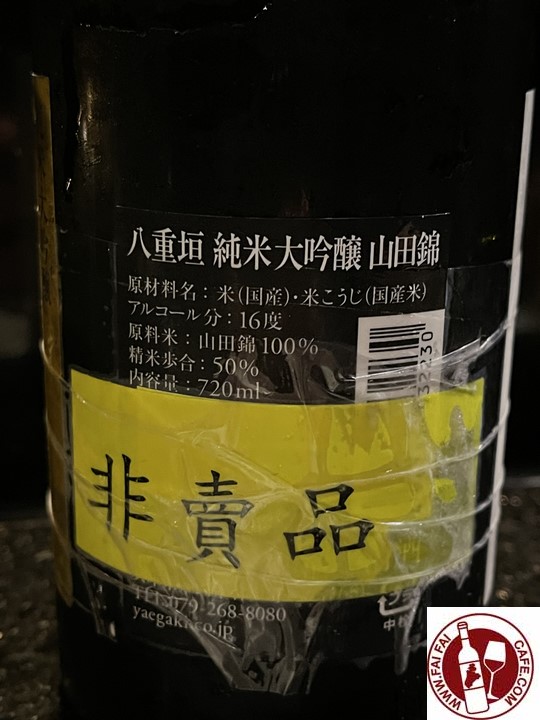 八重垣 純米大吟醸 山田錦
原材料名：米(国産)・米こうじ(国産米)
アルコール分：16度
原料米：山田錦100%
精米歩合：50%
内容量：720ml
非賣品
079-268-8080
yaegaki.co.jp
WWW.FAI FAI CAFE.COM